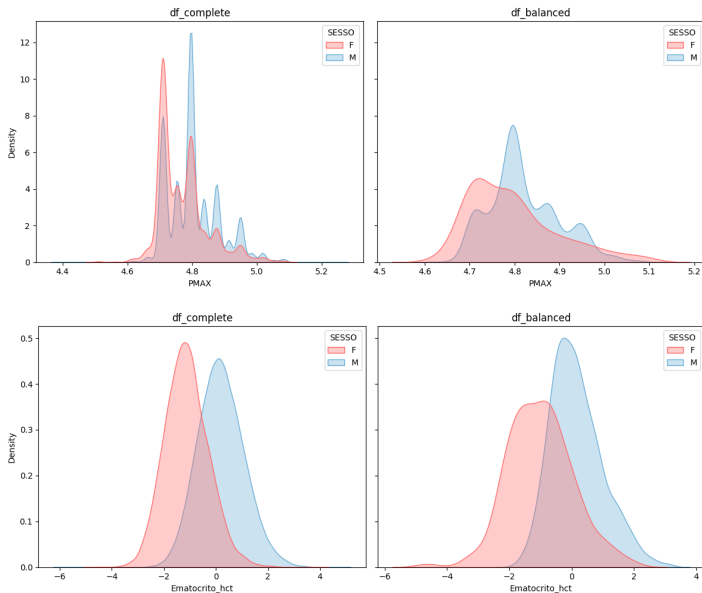 df_complete
df_balanced
SESSO
F
M
SESSO
F
M
12
10
8
6
4
2
0
Density
4.4 4.6 4.8 5.0 5.2
4.5 4.6 4.7 4.8 4.9 5.0 5.1 5.2
PMAX
PMAX
df_complete
df_balanced
SESSO
F
M
SESSO
F
M
0.5
0.4
0.3
0.2
0.1
0.0
Density
−6 −4 −2 0 2 4
−6 −4 −2 0 2 4
Ematocrito_hct
Ematocrito_hct